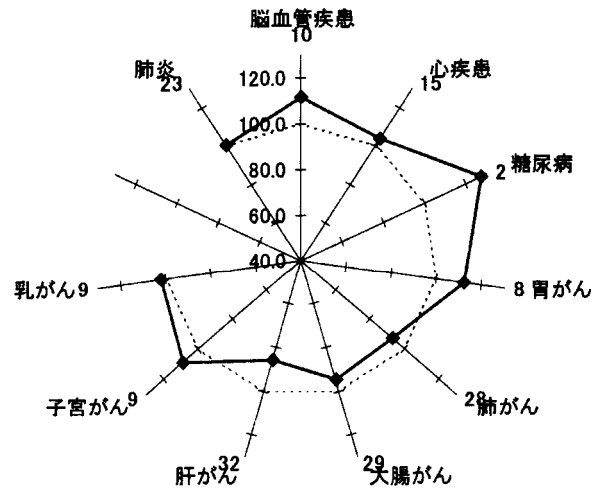 脳血管疾患
10
心疾患
15
糖尿病
2
8 胃がん
28
肺がん
29
大腸がん
32
肝がん
9
子宮がん
乳がん9
肺炎
23
120.0
100.0
80.0
60.0
40.0